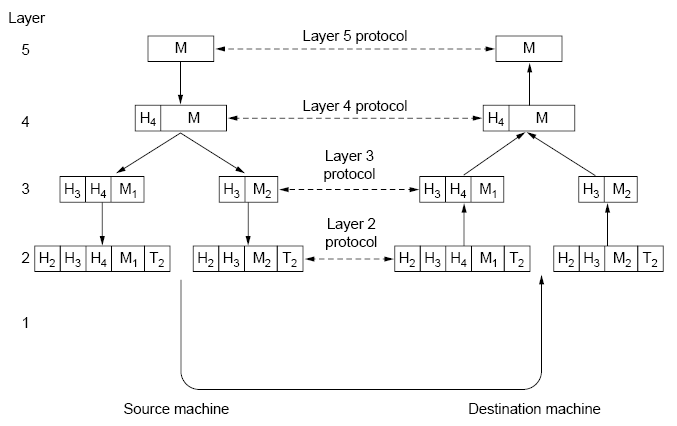 Layer
5 M Layer 5 protocol M
4 H₄ M Layer 4 protocol H₄ M
3 H₃ H₄ M₁ H₃ M₂ Layer 3 protocol H₃ H₄ M₁ H₃ M₂
2 H₂ H₃ H₄ M₁ T₂ H₂ H₃ M₂ T₂ Layer 2 protocol H₂ H₃ H₄ M₁ T₂ H₂ H₃ M₂ T₂
1
Source machine Destination machine